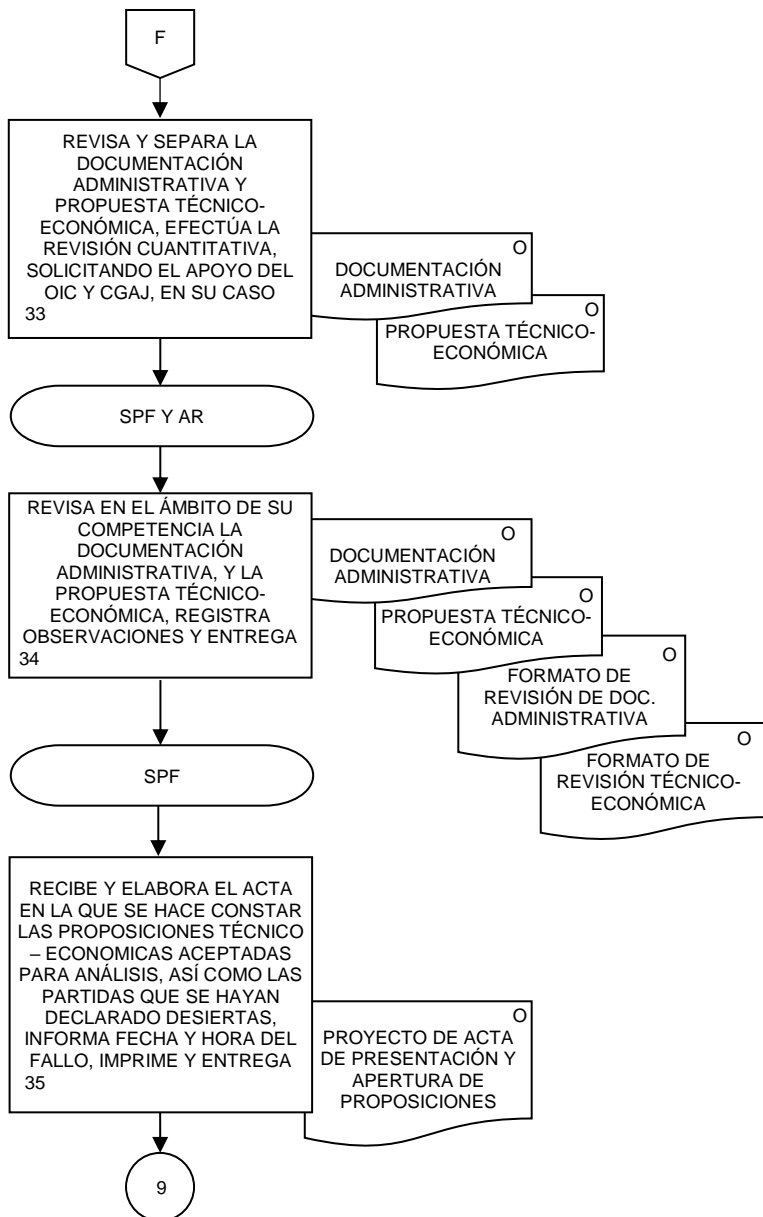 F
REVISA Y SEPARA LA
DOCUMENTACIÓN
ADMINISTRATIVA Y
PROPUESTA TÉCNICO-
ECONÓMICA, EFECTÚA LA
REVISIÓN CUANTITATIVA,
SOLICITANDO EL APOYO DEL
OIC Y CGAJ, EN SU CASO
33
O
DOCUMENTACIÓN
ADMINISTRATIVA
O
PROPUESTA TÉCNICO-
ECONÓMICA
SPF Y AR
REVISA EN EL ÁMBITO DE SU
COMPETENCIA LA
DOCUMENTACIÓN
ADMINISTRATIVA, Y LA
PROPUESTA TÉCNICO-
ECONÓMICA, REGISTRA
OBSERVACIONES Y ENTREGA
34
O
DOCUMENTACIÓN
ADMINISTRATIVA
O
PROPUESTA TÉCNICO-
ECONÓMICA
O
FORMATO DE
REVISIÓN DE DOC.
ADMINISTRATIVA
O
FORMATO DE
REVISIÓN TÉCNICO-
ECONÓMICA
SPF
RECIBE Y ELABORA EL ACTA
EN LA QUE SE HACE CONSTAR
LAS PROPOSICIONES TÉCNICO
– ECONOMICAS ACEPTADAS
PARA ANÁLISIS, ASÍ COMO LAS
PARTIDAS QUE SE HAYAN
DECLARADO DESIERTAS,
INFORMA FECHA Y HORA DEL
FALLO, IMPRIME Y ENTREGA
35
O
PROYECTO DE ACTA
DE PRESENTACIÓN Y
APERTURA DE
PROPOSICIONES
9